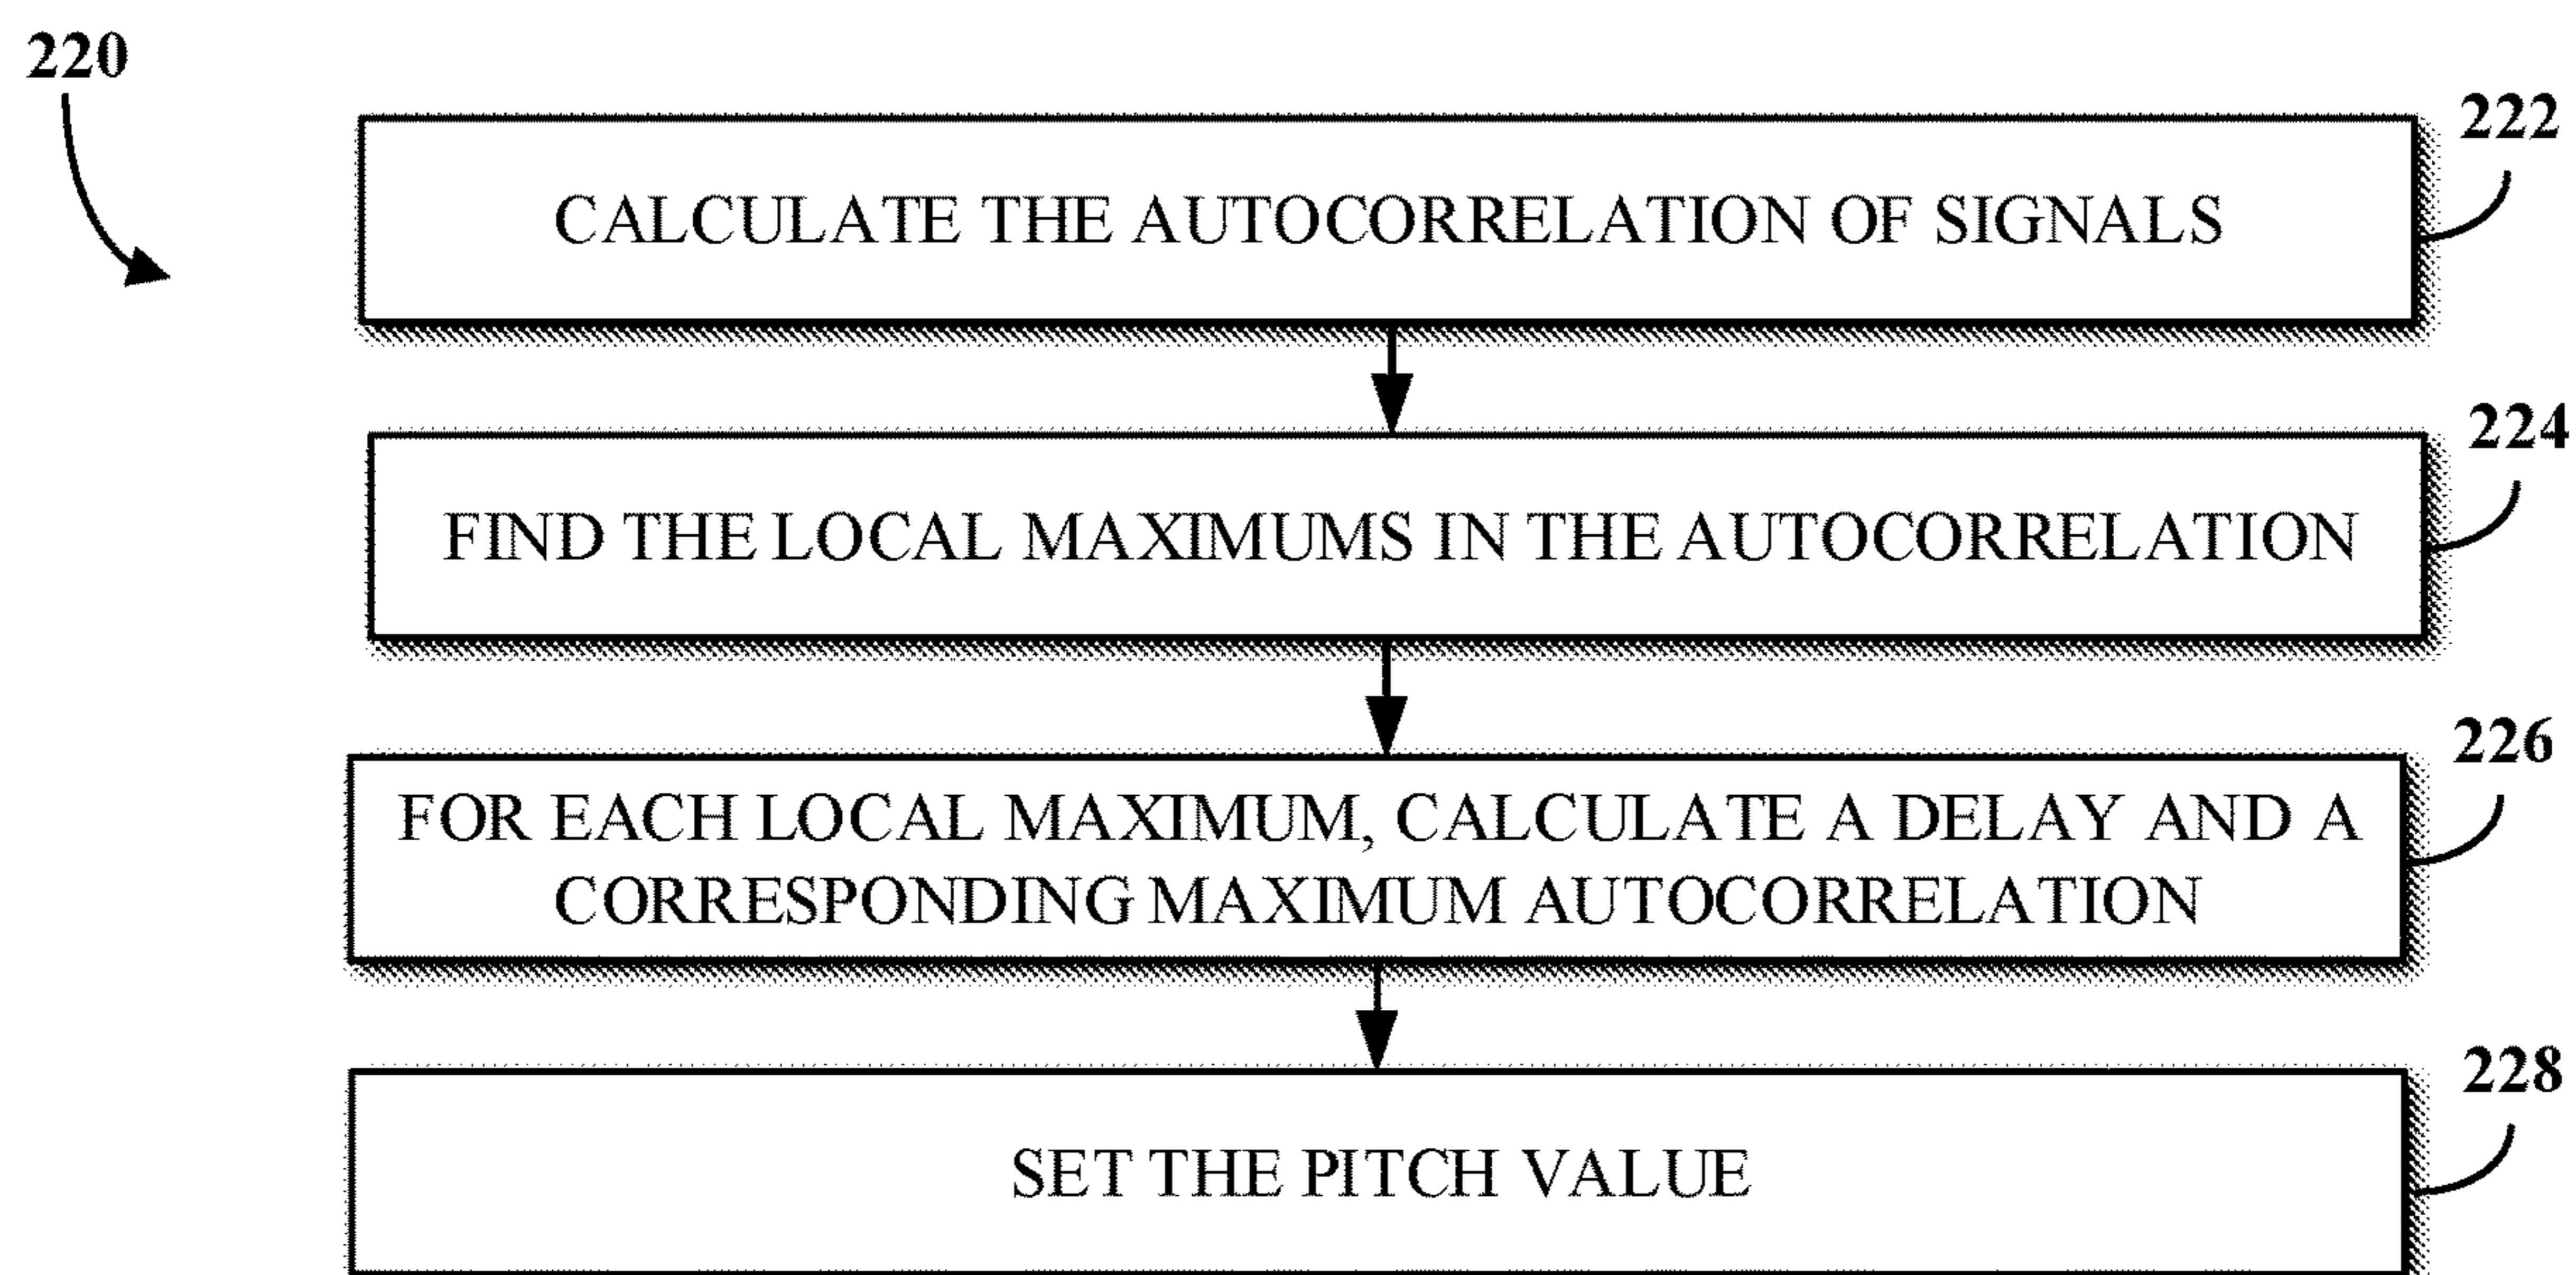 220
222
CALCULATE THE AUTOCORRELATION OF SIGNALS
224
FIND THE LOCAL MAXIMUMS IN THE AUTOCORRELATION
226
FOR EACH LOCAL MAXIMUM, CALCULATE A DELAY AND A
CORRESPONDING MAXIMUM AUTOCORRELATION
228
SET THE PITCH VALUE